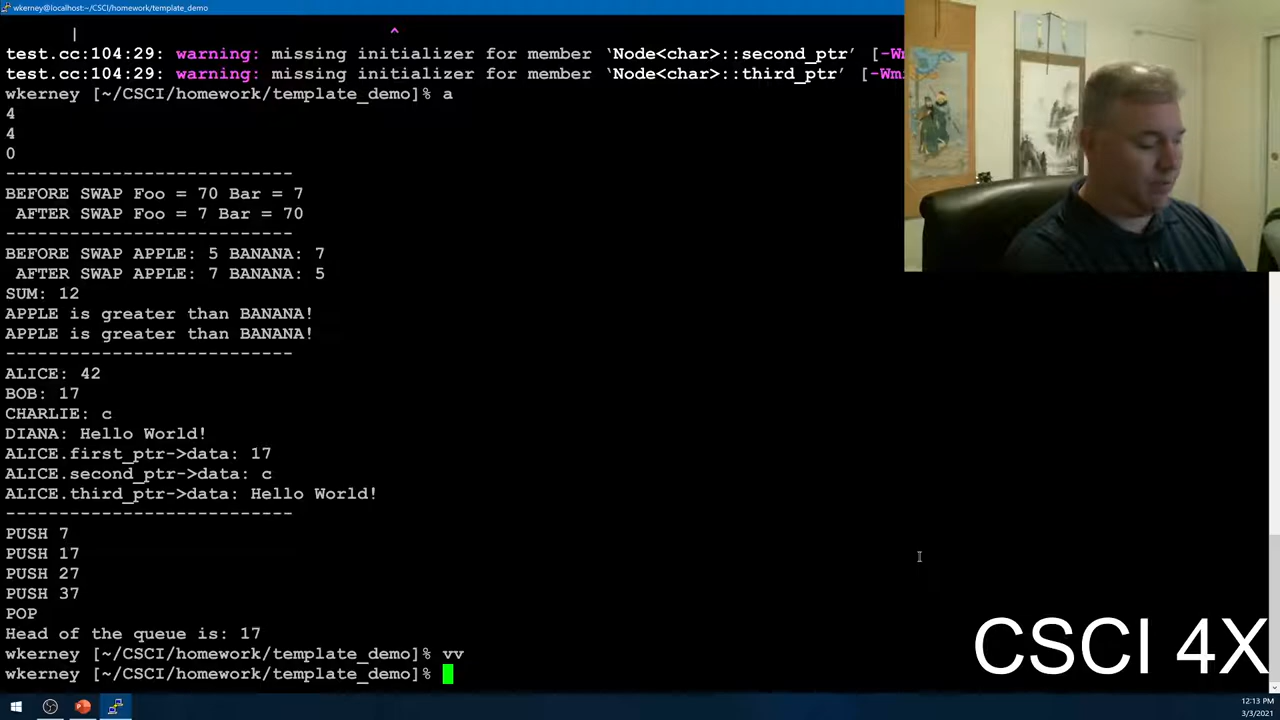 wkerney@localhost:~/CSCI/homework/template_demo
| ^
test.cc:104:29: warning: missing initializer for member ‘Node<char>::second_ptr’ [-Wm
test.cc:104:29: warning: missing initializer for member ‘Node<char>::third_ptr’ [-Wmi
wkerney [~/CSCI/homework/template_demo]% a
4
4
0
---------------------------
BEFORE SWAP Foo = 70 Bar = 7
AFTER SWAP Foo = 7 Bar = 70
---------------------------
BEFORE SWAP APPLE: 5 BANANA: 7
AFTER SWAP APPLE: 7 BANANA: 5
SUM: 12
APPLE is greater than BANANA!
APPLE is greater than BANANA!
---------------------------
ALICE: 42
BOB: 17
CHARLIE: c
DIANA: Hello World!
ALICE.first_ptr->data: 17
ALICE.second_ptr->data: c
ALICE.third_ptr->data: Hello World!
---------------------------
PUSH 7
PUSH 17
PUSH 27
PUSH 37
POP
Head of the queue is: 17
wkerney [~/CSCI/homework/template_demo]% vv
wkerney [~/CSCI/homework/template_demo]%
CSCI 4X
12:13 PM
3/3/2021